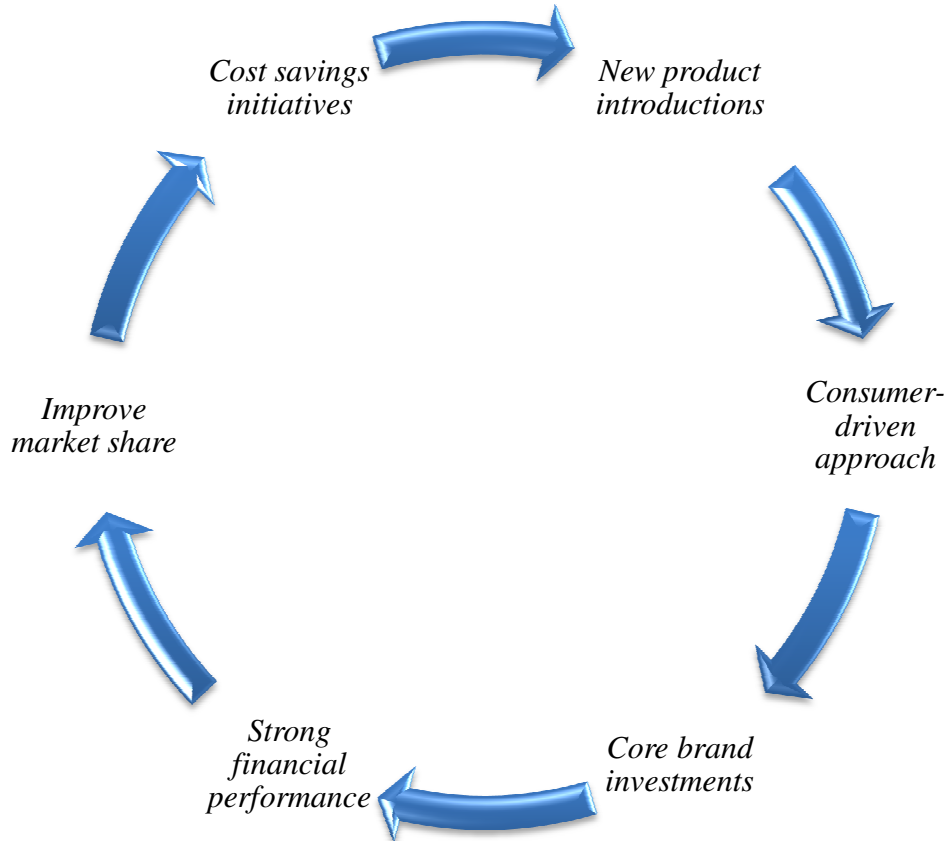 Cost savings
initiatives
New product
introductions
Consumer-
driven
approach
Core brand
investments
Strong
financial
performance
Improve
market share